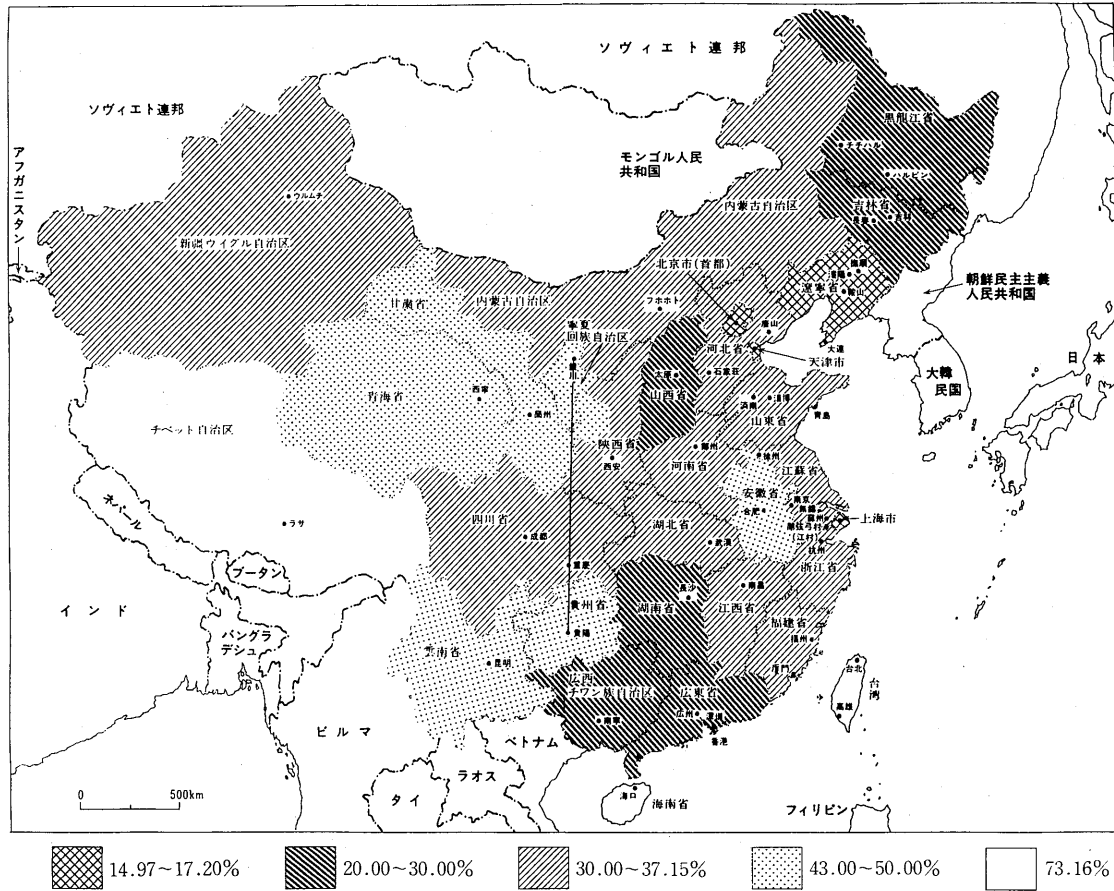 ソヴィエト連邦
ソヴィエト連邦
アフガニスタン
モンゴル人民
共和国
黒龍江省
チチハル
ハルビン
吉林省
長春
吉林
ウルムチ
内蒙古自治区
新疆ウイグル自治区
北京市(首都)
撫順
瀋陽
遼寧省
鞍山
朝鮮民主主義
人民共和国
甘粛省
内蒙古自治区
フホホト
寧夏
回族自治区
唐山
大連
河北省
天津市
銀川
太原
石家荘
山西省
日本
大韓
民国
西寧
青海省
蘭州
済南
淄博
山東省
青島
チベット自治区
陝西省
西安
鄭州
河南省
徐州
江蘇省
安徽省
南京
無錫
蘇州
合肥
開弦弓村
(江村)
上海市
杭州
ネパール
ラサ
四川省
成都
湖北省
武漢
浙江省
ブータン
重慶
長沙
南昌
インド
貴州省
湖南省
江西省
福建省
バングラ
デシュ
貴陽
福州
雲南省
昆明
厦門
台北
台湾
広西
チワン族自治区
広東省
南寧
広州
深圳
香港
高雄
ビルマ
ベトナム
ラオス
タイ
海口
海南省
フィリピン
0 500km
14.97～17.20%
20.00～30.00%
30.00～37.15%
43.00～50.00%
73.16%